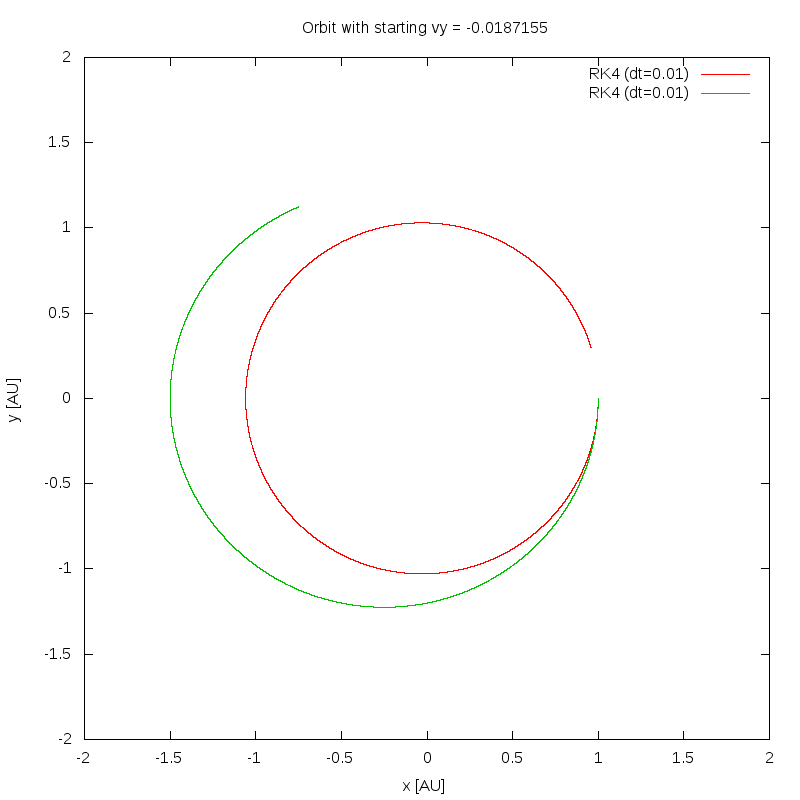 Orbit with starting vy = -0.0187155
RK4 (dt=0.01)
RK4 (dt=0.01)
2
1.5
1
0.5
0
-0.5
-1
-1.5
-2
y [AU]
-2 -1.5 -1 -0.5 0 0.5 1 1.5 2
x [AU]